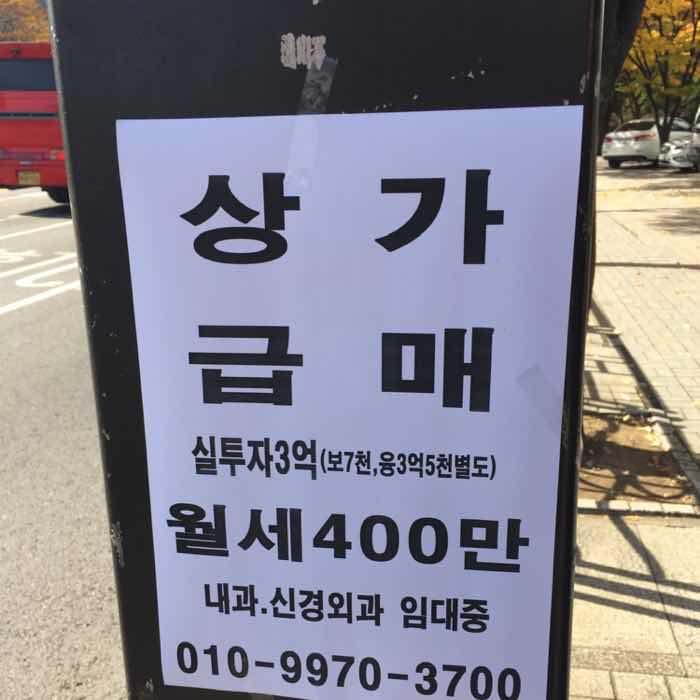 상가
급매
실투자3억(보7천,융3억5천별도)
월세400만
내과.신경외과 임대중
010-9970-3700